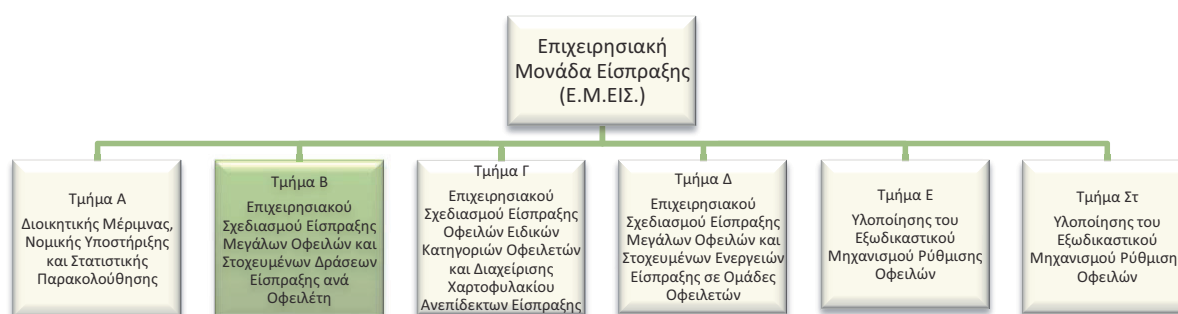 Επιχειρησιακή
Μονάδα Είσπραξης
(Ε.Μ.ΕΙΣ.)
Τμήμα Α
Διοικητικής Μέριμνας,
Νομικής Υποστήριξης
και Στατιστικής
Παρακολούθησης
Τμήμα Β
Επιχειρησιακού
Σχεδιασμού Είσπραξης
Μεγάλων Οφειλών και
Στοχευμένων Δράσεων
Είσπραξης ανά
Οφειλέτη
Τμήμα Γ
Επιχειρησιακού
Σχεδιασμού Είσπραξης
Οφειλών Ειδικών
Κατηγοριών Οφειλετών
και Διαχείρισης
Χαρτοφυλακίου
Ανεπίδεκτων Είσπραξης
Τμήμα Δ
Επιχειρησιακού
Σχεδιασμού Είσπραξης
Μεγάλων Οφειλών και
Στοχευμένων Ενεργειών
Είσπραξης σε Ομάδες
Οφειλετών
Τμήμα Ε
Υλοποίησης του
Εξωδικαστικού
Μηχανισμού Ρύθμισης
Οφειλών
Τμήμα Στ
Υλοποίησης του
Εξωδικαστικού
Μηχανισμού Ρύθμιση
Οφειλών